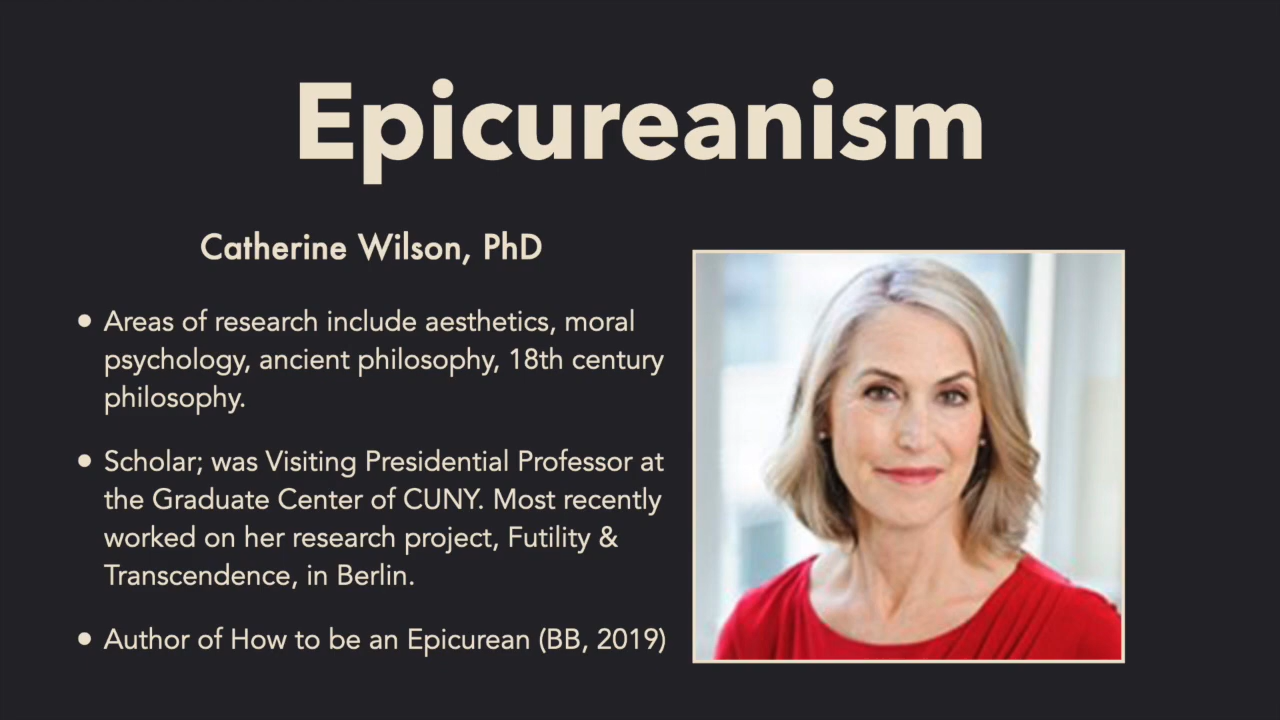 Epicureanism
Catherine Wilson, PhD
• Areas of research include aesthetics, moral
psychology, ancient philosophy, 18th century
philosophy.
• Scholar; was Visiting Presidential Professor at
the Graduate Center of CUNY. Most recently
worked on her research project, Futility &
Transcendence, in Berlin.
• Author of How to be an Epicurean (BB, 2019)